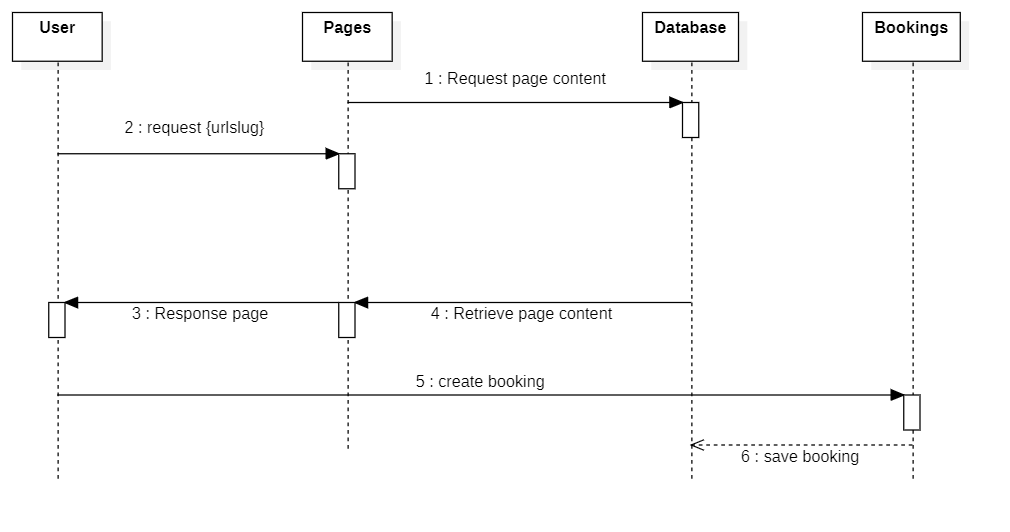 User
Pages
Database
Bookings
1 : Request page content
2 : request {urlslug}
3 : Response page
4 : Retrieve page content
5 : create booking
6 : save booking